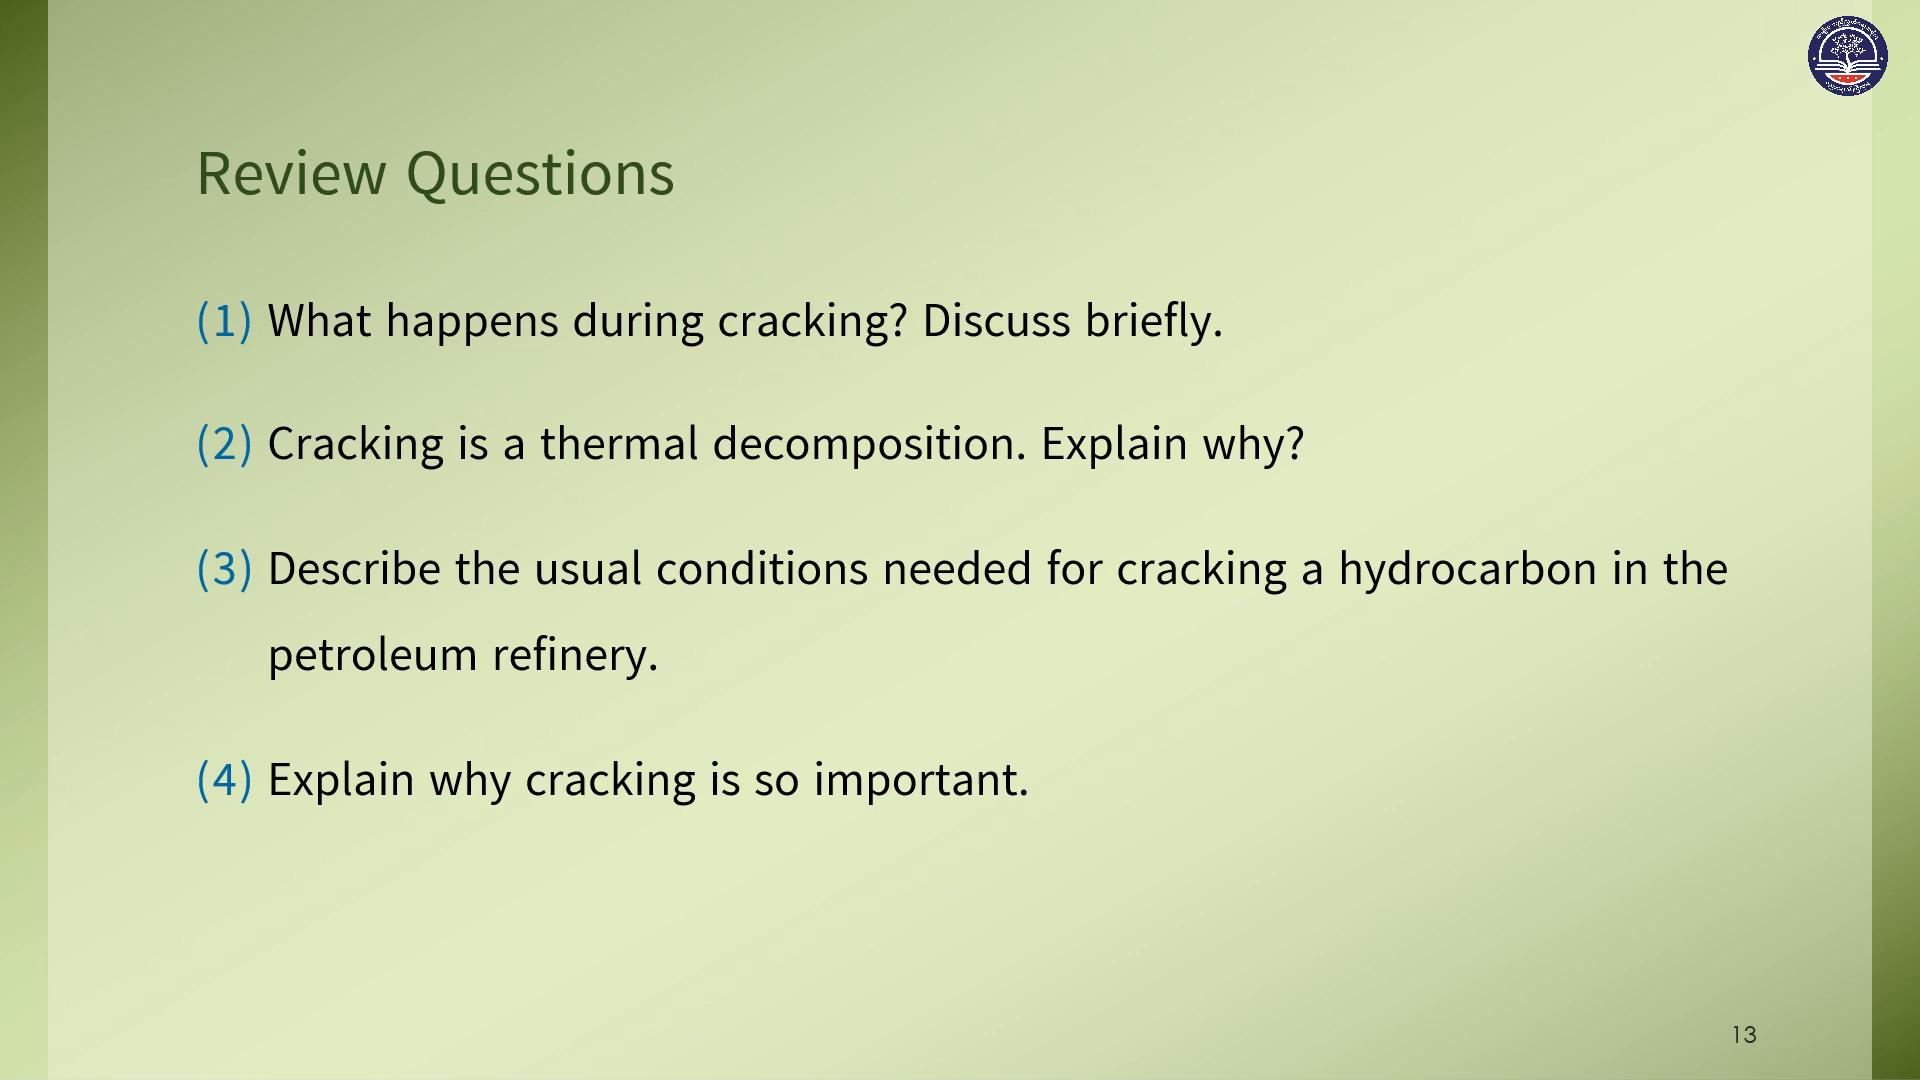 Review Questions
(1) What happens during cracking? Discuss briefly.
(2) Cracking is a thermal decomposition. Explain why?
(3) Describe the usual conditions needed for cracking a hydrocarbon in the
petroleum refinery.
(4) Explain why cracking is so important.
13